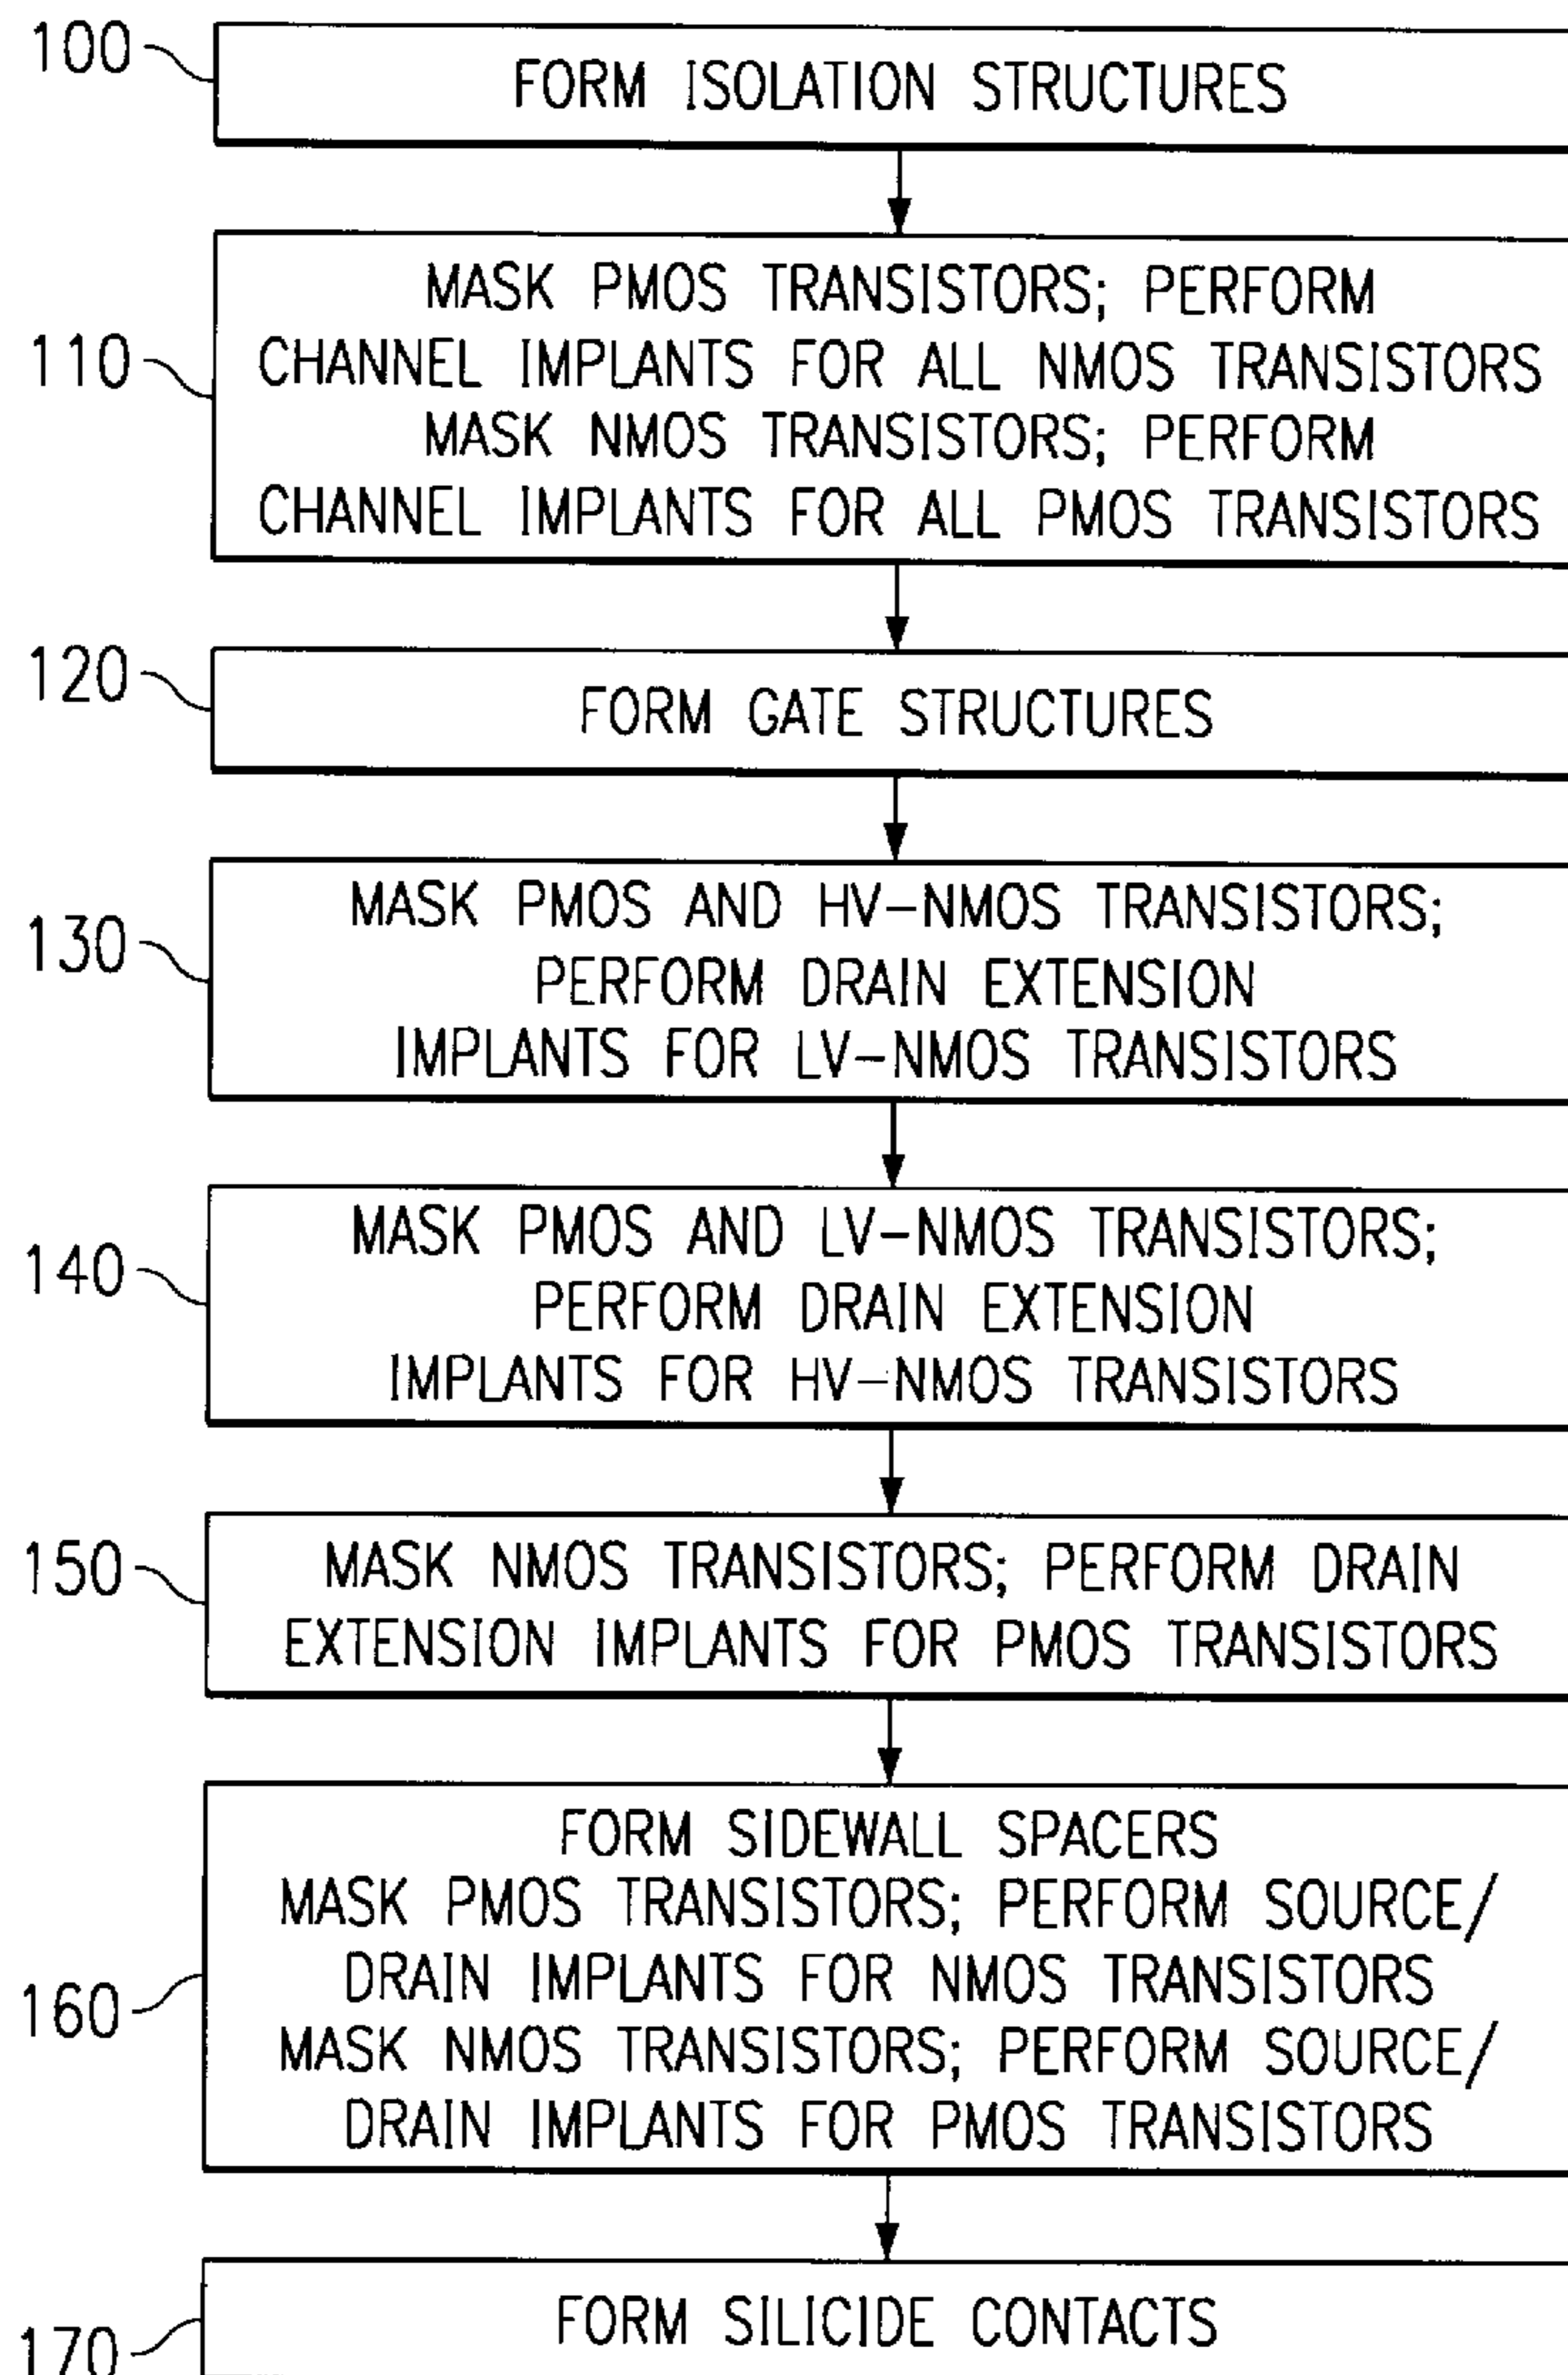 100
FORM ISOLATION STRUCTURES
110
MASK PMOS TRANSISTORS; PERFORM
CHANNEL IMPLANTS FOR ALL NMOS TRANSISTORS
MASK NMOS TRANSISTORS; PERFORM
CHANNEL IMPLANTS FOR ALL PMOS TRANSISTORS
120
FORM GATE STRUCTURES
130
MASK PMOS AND HV-NMOS TRANSISTORS;
PERFORM DRAIN EXTENSION
IMPLANTS FOR LV-NMOS TRANSISTORS
140
MASK PMOS AND LV-NMOS TRANSISTORS;
PERFORM DRAIN EXTENSION
IMPLANTS FOR HV-NMOS TRANSISTORS
150
MASK NMOS TRANSISTORS; PERFORM DRAIN
EXTENSION IMPLANTS FOR PMOS TRANSISTORS
160
FORM SIDEWALL SPACERS
MASK PMOS TRANSISTORS; PERFORM SOURCE/
DRAIN IMPLANTS FOR NMOS TRANSISTORS
MASK NMOS TRANSISTORS; PERFORM SOURCE/
DRAIN IMPLANTS FOR PMOS TRANSISTORS
170
FORM SILICIDE CONTACTS